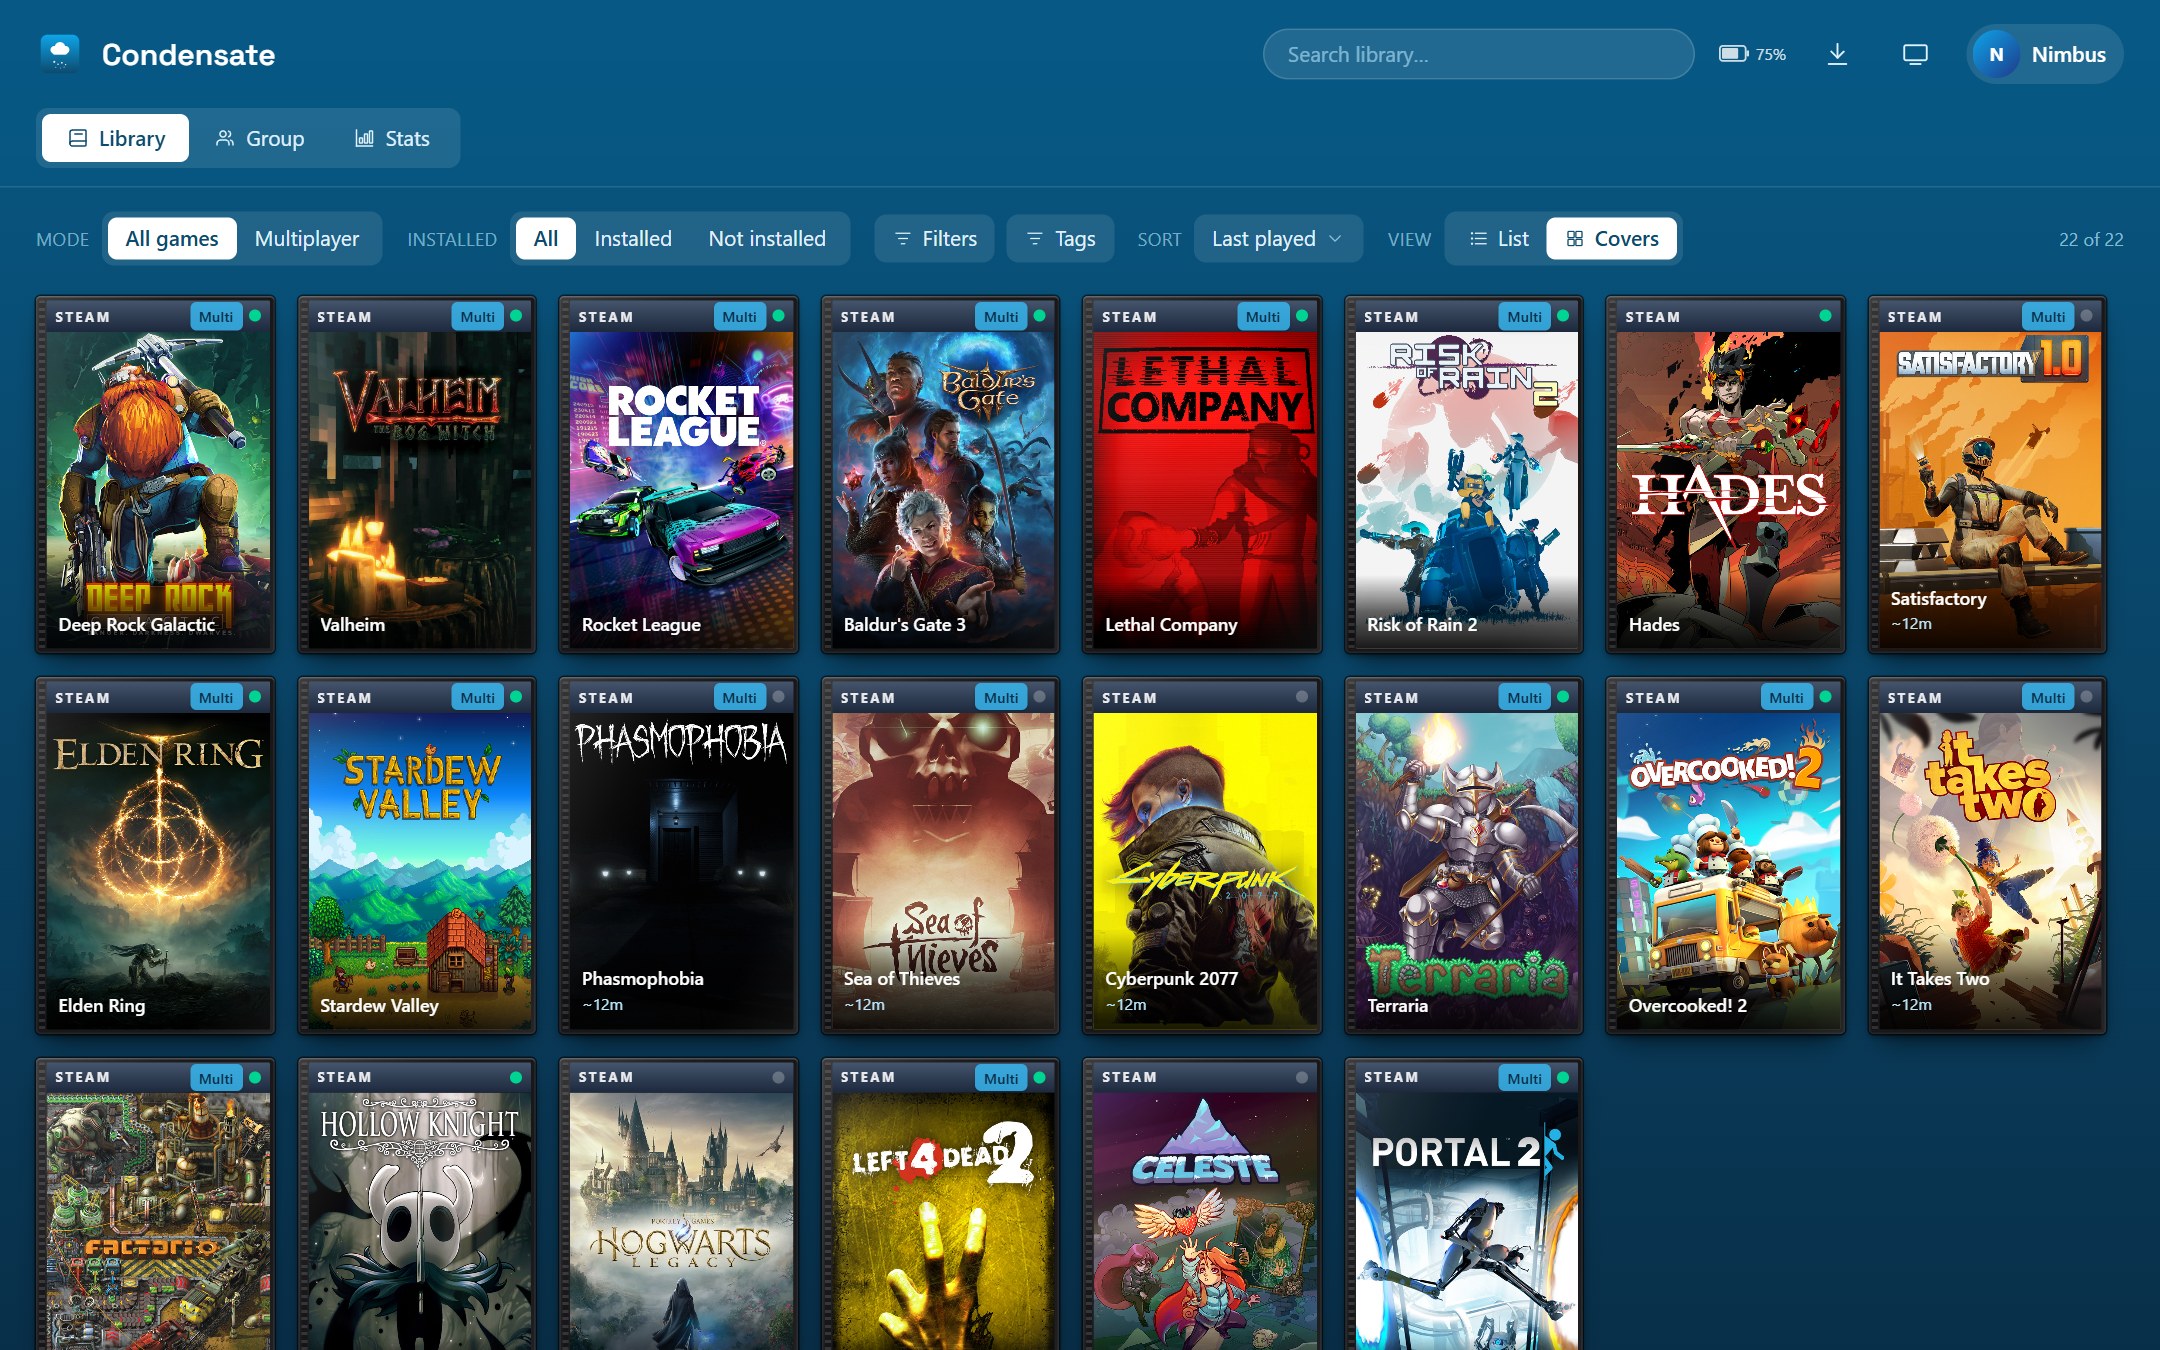 Condensate
Search library...
75%
N
Nimbus
Library
Group
Stats
MODE
All games
Multiplayer
INSTALLED
All
Installed
Not installed
Filters
Tags
SORT
Last played
VIEW
List
Covers
22 of 22
STEAM
Multi
DEEP ROCK
Deep Rock Galactic
STEAM
Multi
VALHEIM
THE BOG WITCH
Valheim
STEAM
Multi
ROCKET
LEAGUE
Rocket League
STEAM
Multi
Baldur's
Gate
Baldur's Gate 3
STEAM
Multi
LETHAL
COMPANY
Lethal Company
STEAM
Multi
RISK
OF RAIN 2
Risk of Rain 2
STEAM
HADES
Hades
STEAM
Multi
SATISFACTORY 1.0
Satisfactory
~12m
STEAM
Multi
ELDEN RING
Elden Ring
STEAM
Multi
STARDEW
VALLEY
Stardew Valley
STEAM
Multi
PHASMOPHOBIA
Phasmophobia
~12m
STEAM
Multi
Sea of
Thieves
Sea of Thieves
~12m
STEAM
Cyberpunk
2077
Cyberpunk 2077
~12m
STEAM
Multi
Terraria
Terraria
STEAM
Multi
OVERCOOKED! 2
Overcooked! 2
STEAM
Multi
it
takes
two
It Takes Two
~12m
STEAM
Multi
FACTORIO
STEAM
HOLLOW KNIGHT
STEAM
PORTKEY GAMES
HOGWARTS
LEGACY
STEAM
Multi
LEFT 4 DEAD 2
STEAM
CELESTE
STEAM
Multi
PORTAL 2